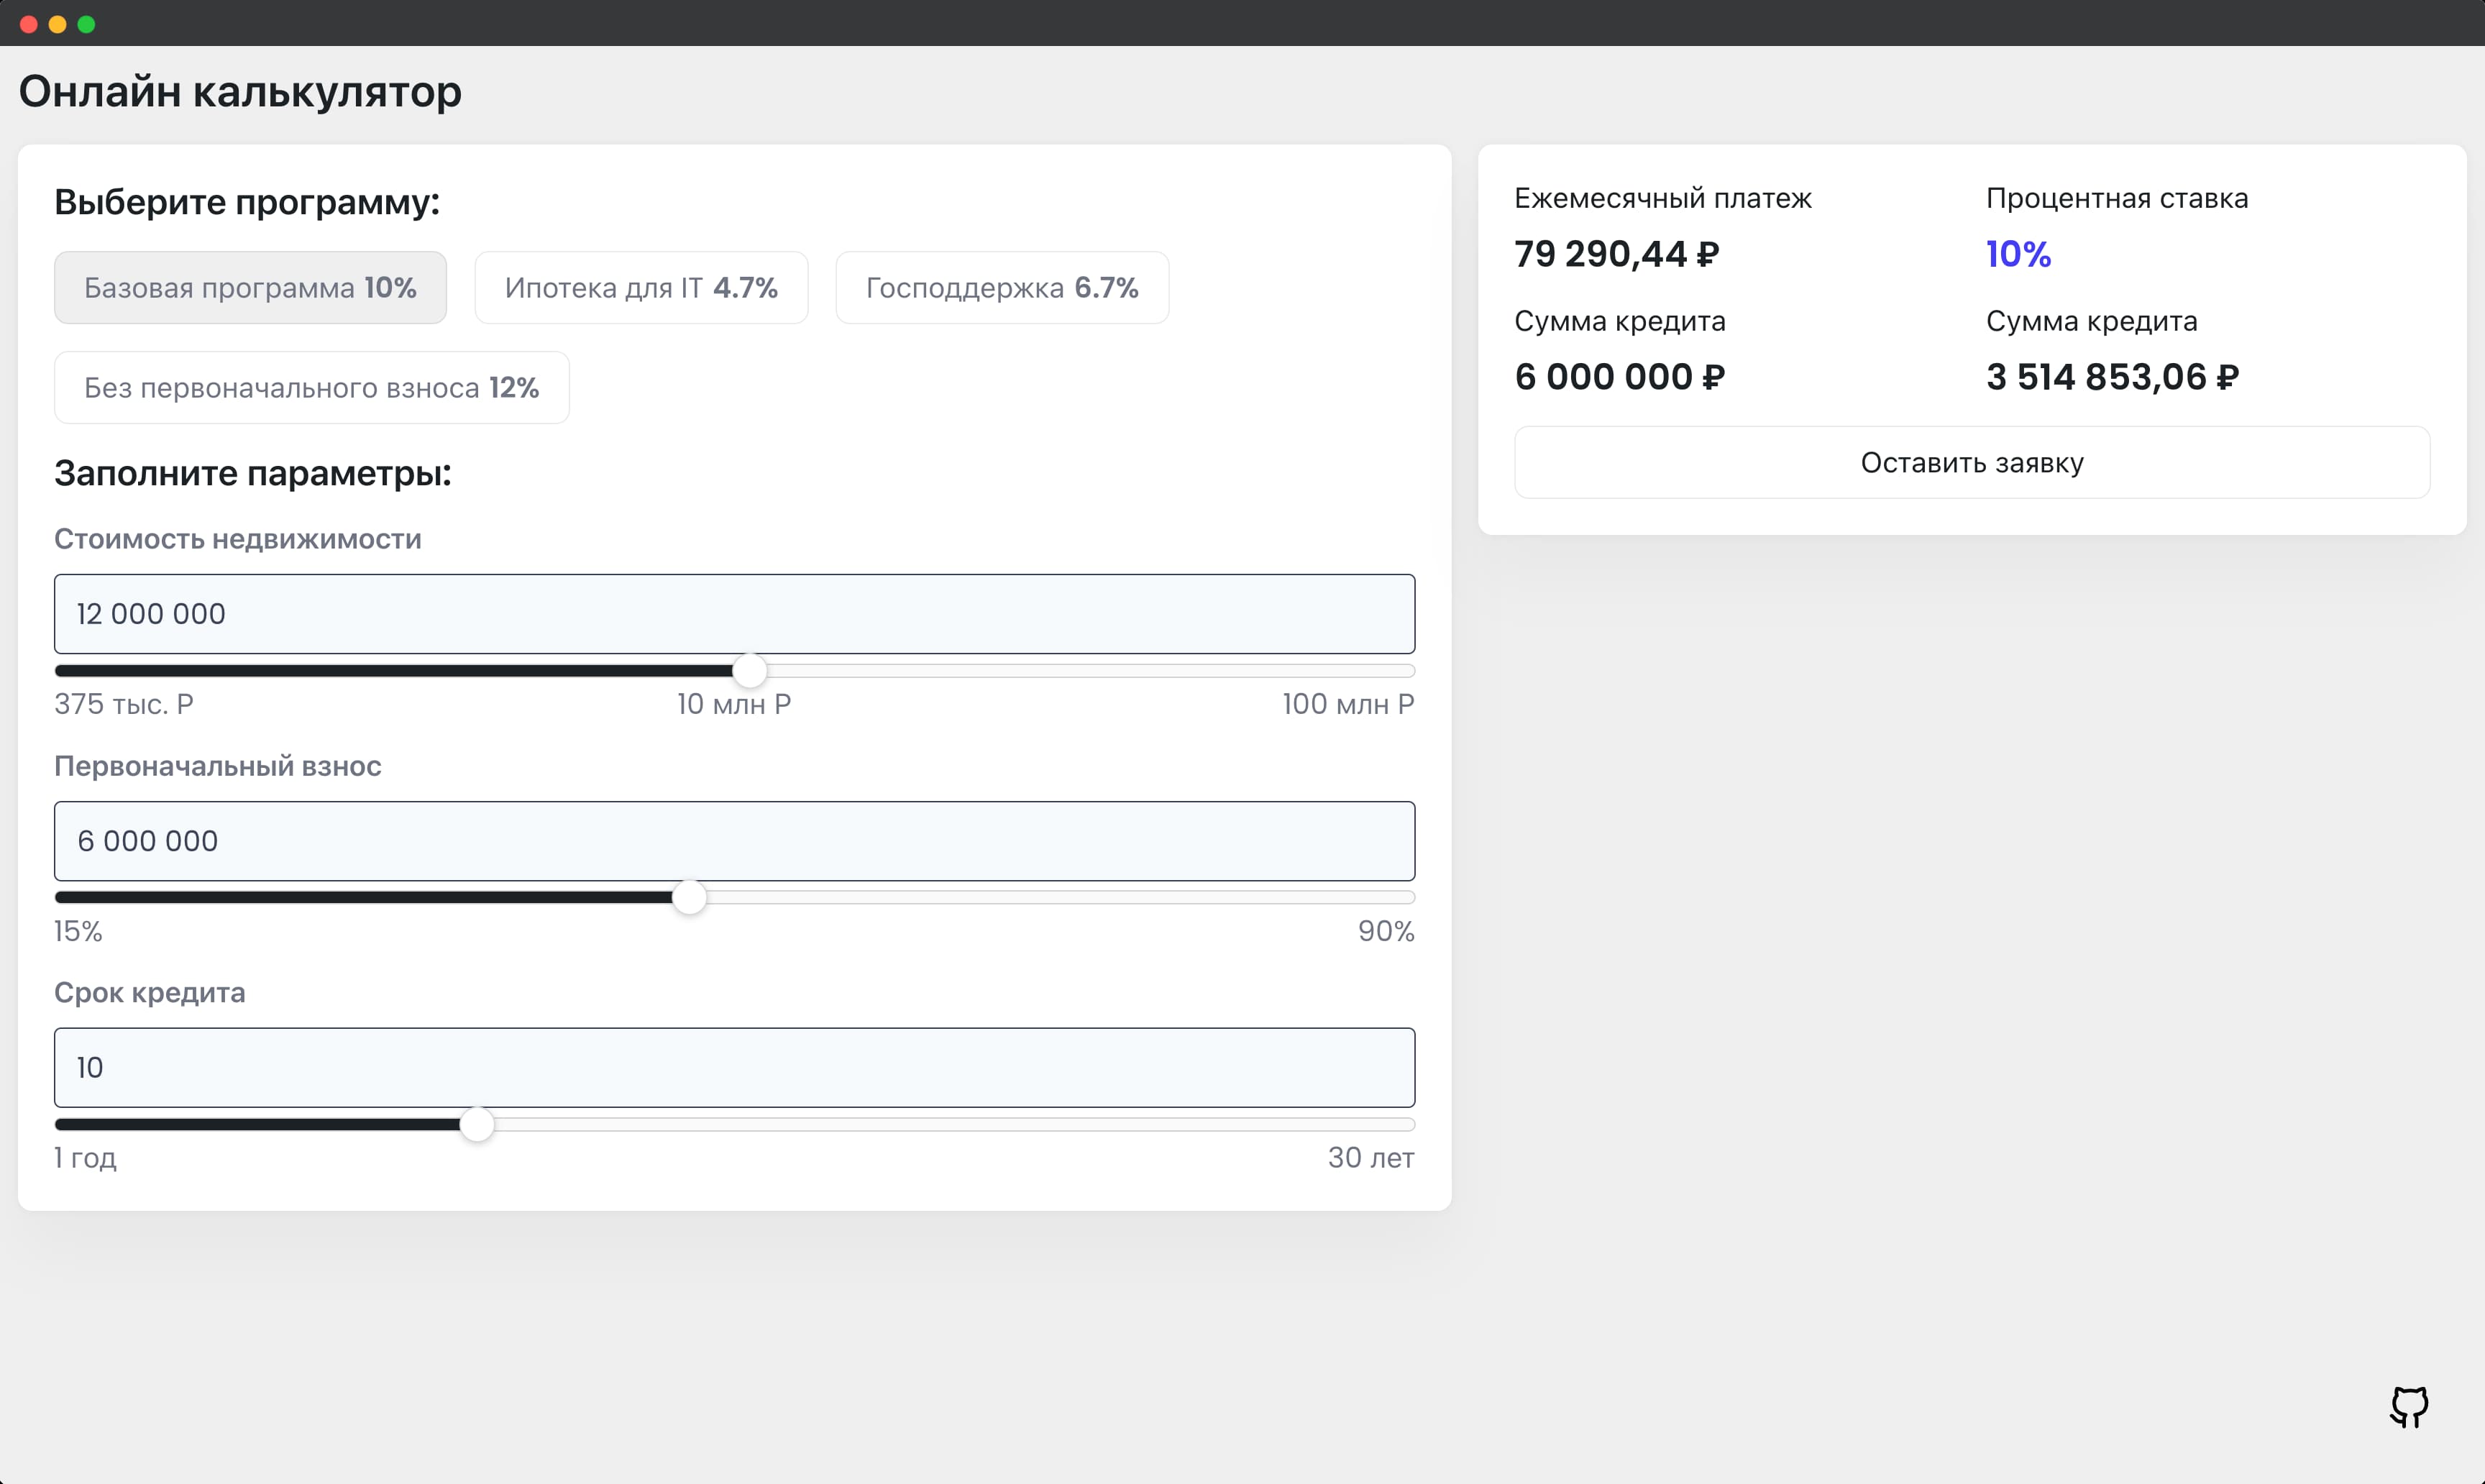 Онлайн калькулятор
Выберите программу:
Базовая программа 10%
Ипотека для IT 4.7%
Господдержка 6.7%
Без первоначального взноса 12%
Заполните параметры:
Стоимость недвижимости
12 000 000
375 тыс. Р
10 млн Р
100 млн Р
Первоначальный взнос
6 000 000
15%
90%
Срок кредита
10
1 год
30 лет
Ежемесячный платеж
79 290,44 ₽
Процентная ставка
10%
Сумма кредита
6 000 000 ₽
Сумма кредита
3 514 853,06 ₽
Оставить заявку